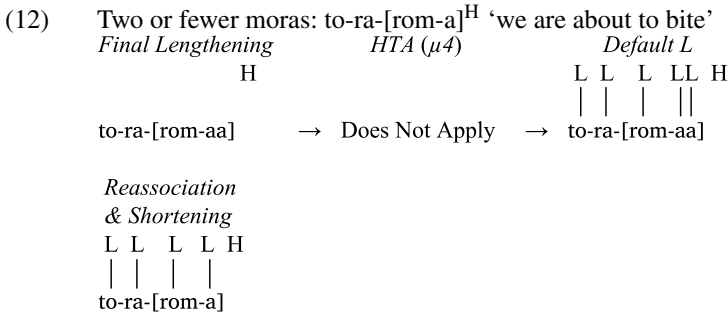 (12) Two or fewer moras: to-ra-[rom-a]ᴴ ‘we are about to bite’
Final Lengthening HTA (μ4) Default L
H L L L LL H
to-ra-[rom-aa] → Does Not Apply → to-ra-[rom-aa]
Reassociation
& Shortening
L L L L H
to-ra-[rom-a]